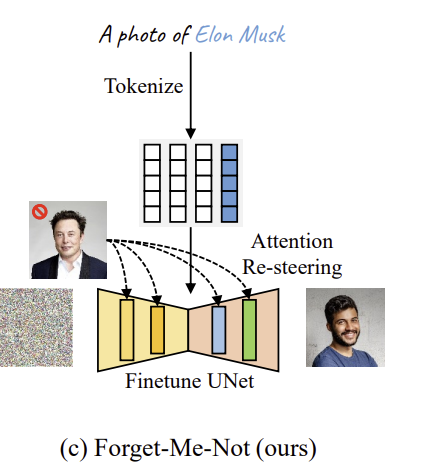 A photo of Elon Musk
Tokenize
Attention
Re-steering
Finetune UNet
(c) Forget-Me-Not (ours)